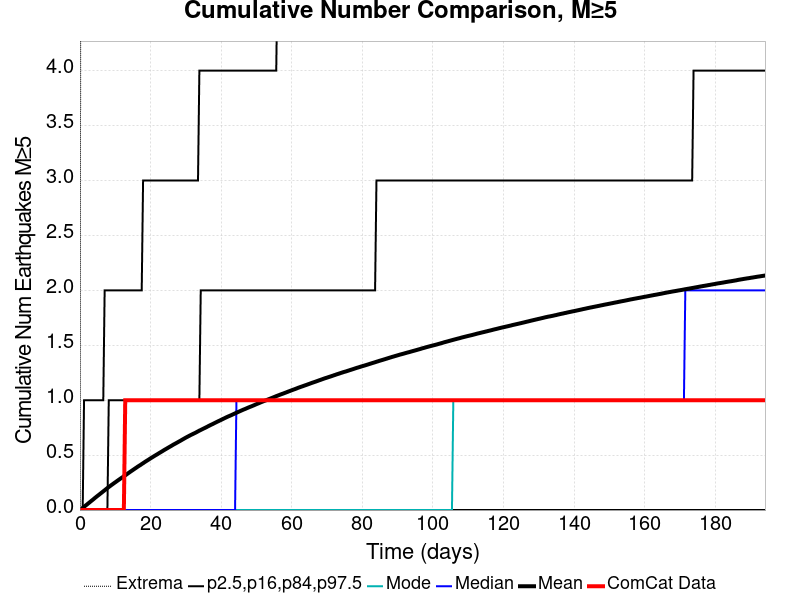 Cumulative Number Comparison, M≥5
Cumulative Num Earthquakes M≥5
4.0
3.5
3.0
2.5
2.0
1.5
1.0
0.5
0.0
0 20 40 60 80 100 120 140 160 180
Time (days)
Extrema p2.5,p16,p84,p97.5 Mode Median Mean ComCat Data